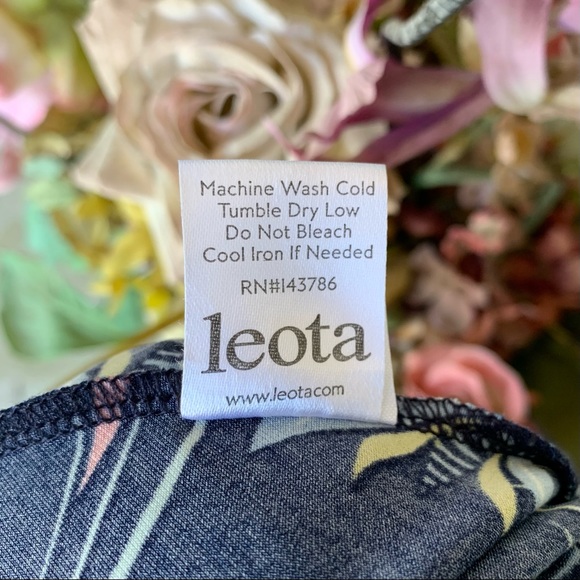 Machine Wash Cold
Tumble Dry Low
Do Not Bleach
Cool Iron If Needed
RN#143786
leota
www.leotacom